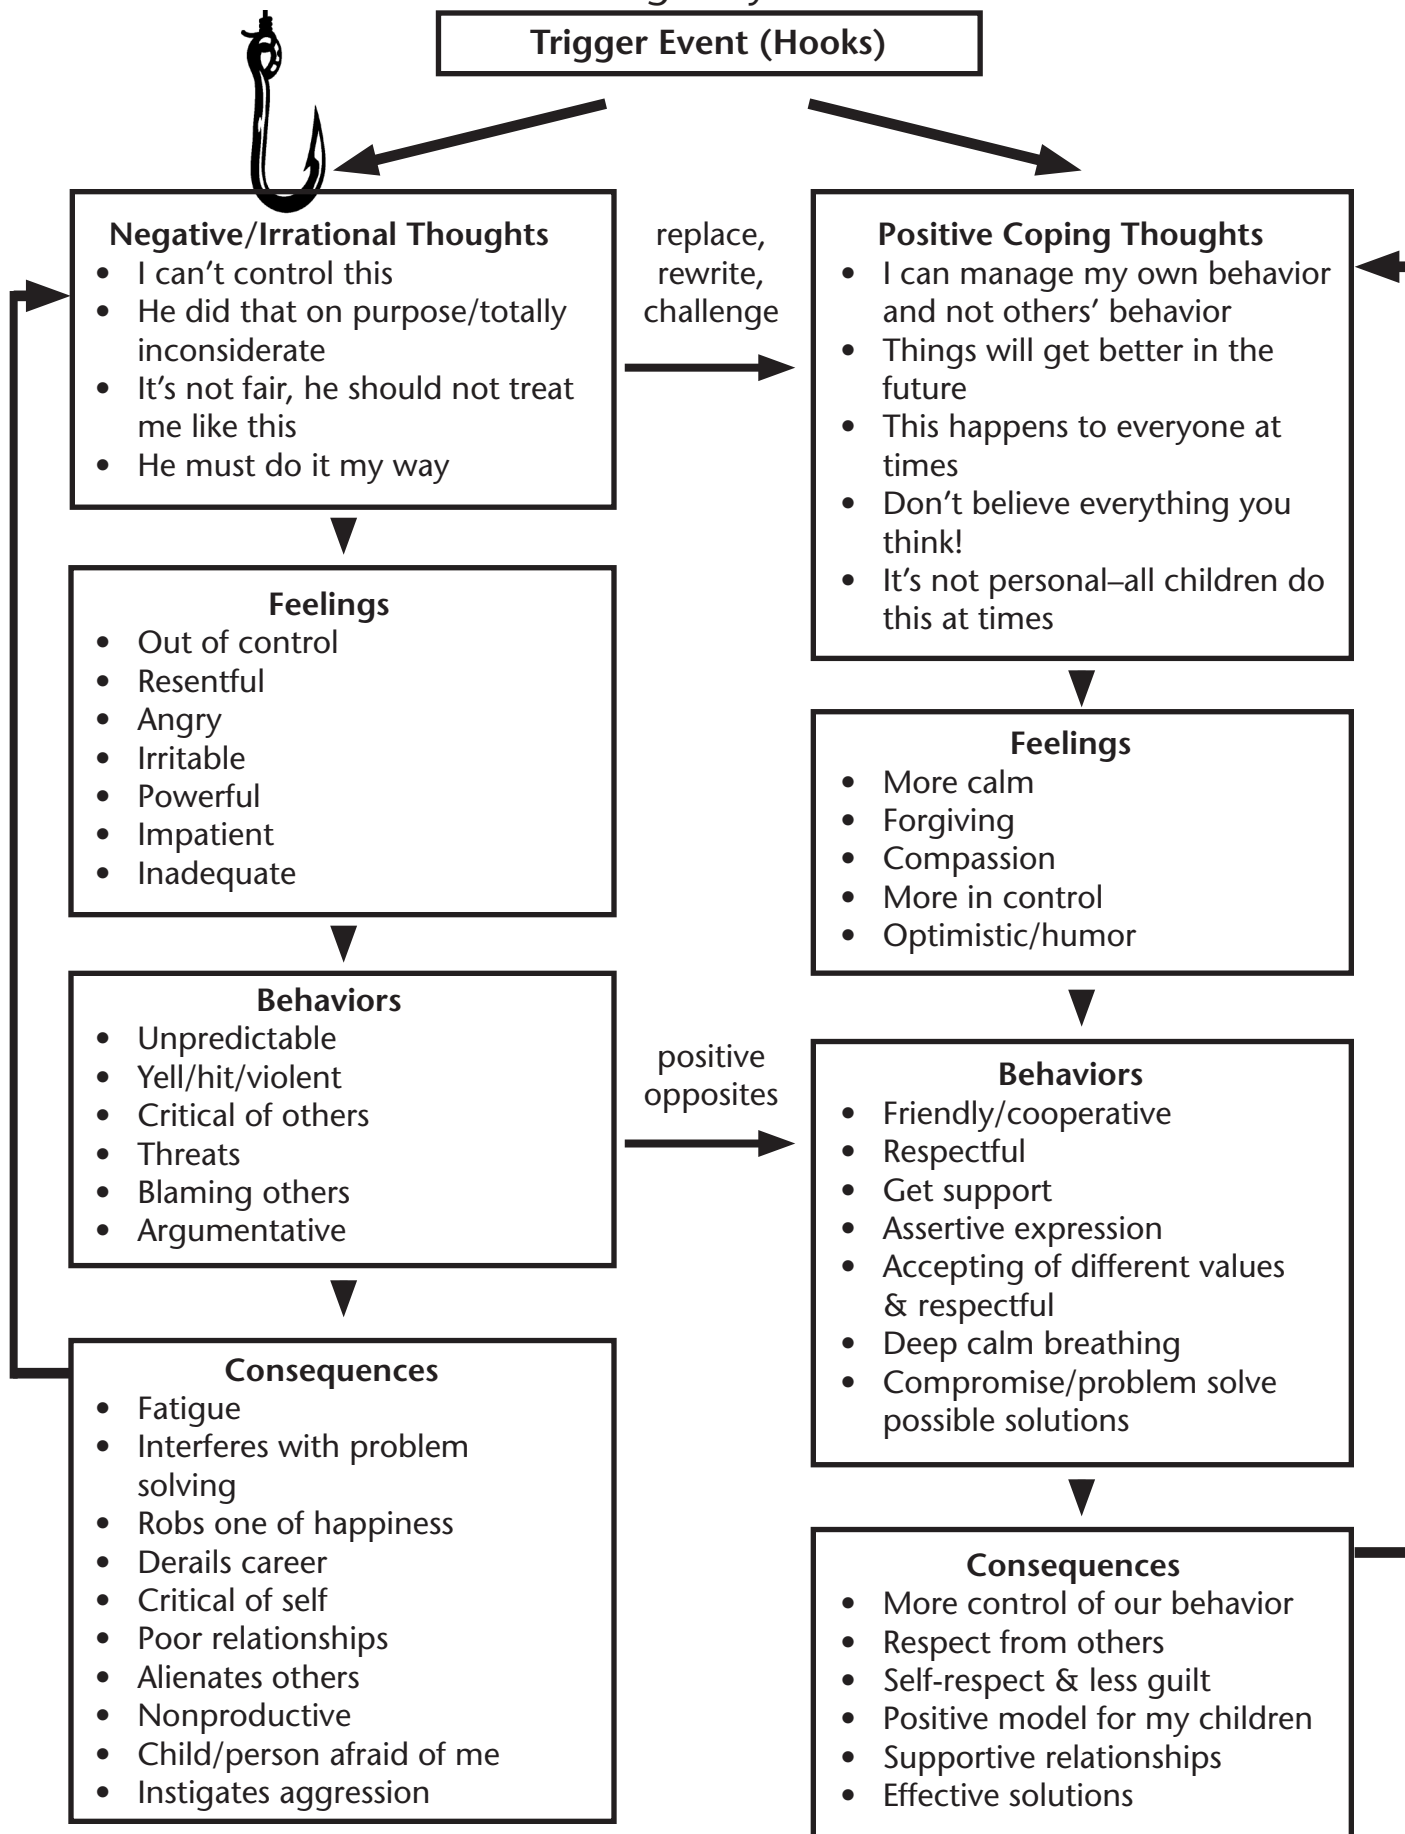 Trigger Event (Hooks)
Negative/Irrational Thoughts
• I can't control this
• He did that on purpose/totally
inconsiderate
• It's not fair, he should not treat
me like this
• He must do it my way
replace,
rewrite,
challenge
Positive Coping Thoughts
• I can manage my own behavior
and not others' behavior
• Things will get better in the
future
• This happens to everyone at
times
• Don't believe everything you
think!
• It's not personal–all children do
this at times
Feelings
• Out of control
• Resentful
• Angry
• Irritable
• Powerful
• Impatient
• Inadequate
Feelings
• More calm
• Forgiving
• Compassion
• More in control
• Optimistic/humor
Behaviors
• Unpredictable
• Yell/hit/violent
• Critical of others
• Threats
• Blaming others
• Argumentative
positive
opposites
Behaviors
• Friendly/cooperative
• Respectful
• Get support
• Assertive expression
• Accepting of different values
& respectful
• Deep calm breathing
• Compromise/problem solve
possible solutions
Consequences
• Fatigue
• Interferes with problem
solving
• Robs one of happiness
• Derails career
• Critical of self
• Poor relationships
• Alienates others
• Nonproductive
• Child/person afraid of me
• Instigates aggression
Consequences
• More control of our behavior
• Respect from others
• Self-respect & less guilt
• Positive model for my children
• Supportive relationships
• Effective solutions